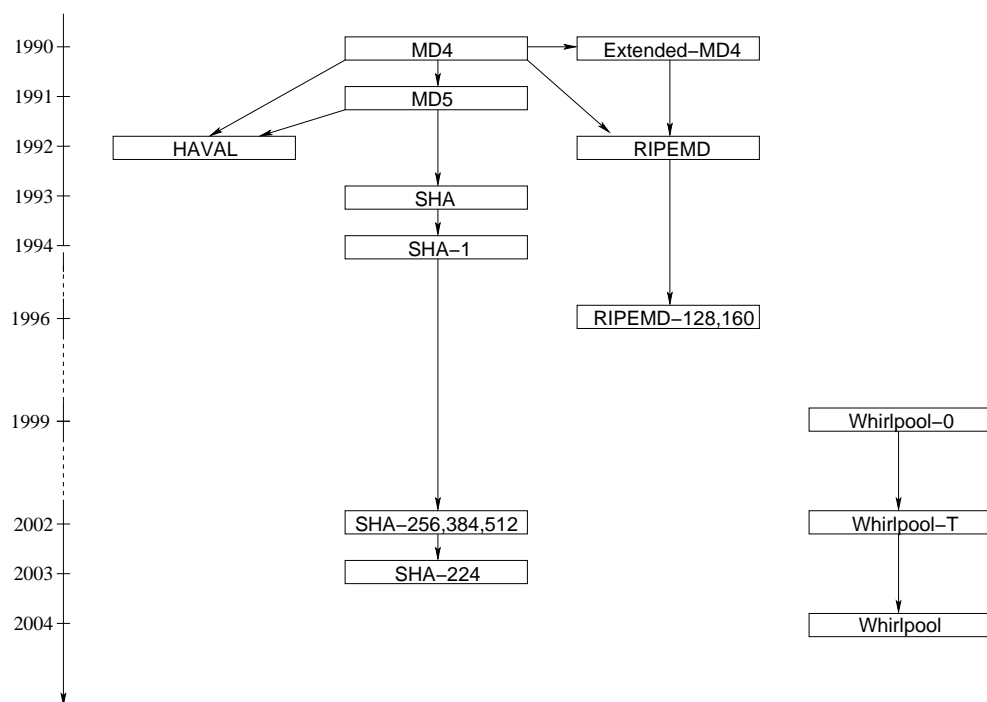 1990
MD4
Extended−MD4
1991
MD5
1992
HAVAL
RIPEMD
1993
SHA
1994
SHA−1
1996
RIPEMD−128,160
1999
Whirlpool−0
2002
SHA−256,384,512
Whirlpool−T
2003
SHA−224
2004
Whirlpool